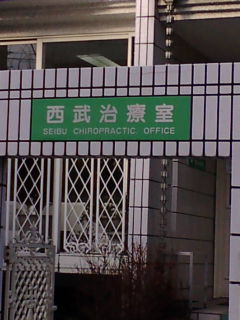 西武治療室
SEIBU CHIROPRACTIC. OFFICE